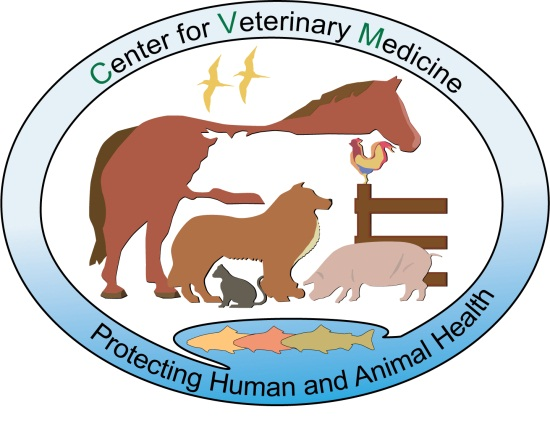 Center for Veterinary Medicine
Protecting Human and Animal Health